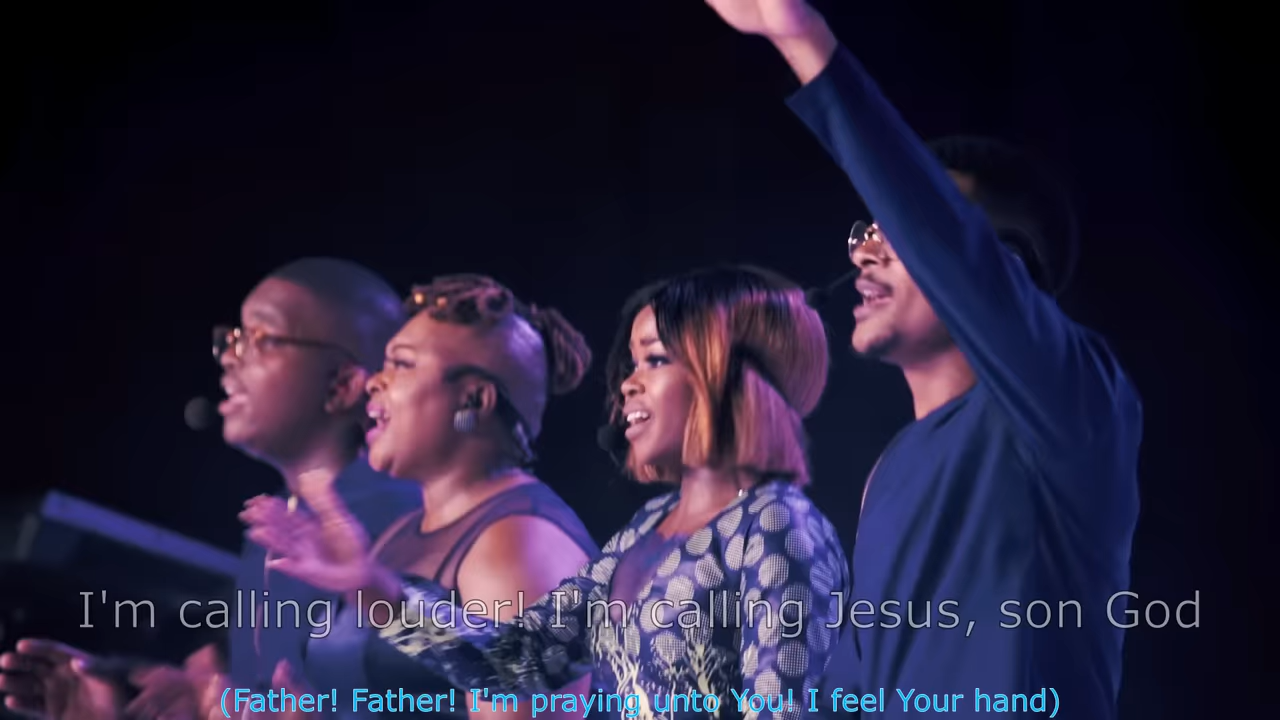 I'm calling louder! I'm calling Jesus, son God
(Father! Father! I'm praying unto You! I feel Your hand)